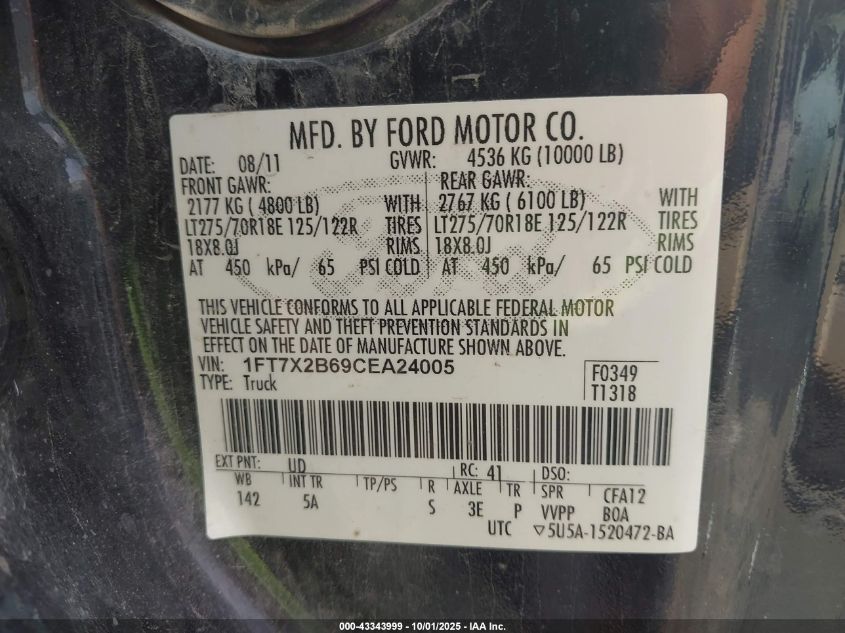 MFD. BY FORD MOTOR CO.
DATE: 08/11 GVWR: 4536 KG (10000 LB)
FRONT GAWR: REAR GAWR:
2177 KG ( 4800 LB) WITH 2767 KG ( 6100 LB) WITH
LT275/70R18E 125/122R TIRES LT275/70R18E 125/122R TIRES
18X8.0J RIMS 18X8.0J RIMS
AT 450 kPa/ 65 PSI COLD AT 450 kPa/ 65 PSI COLD
THIS VEHICLE CONFORMS TO ALL APPLICABLE FEDERAL MOTOR
VEHICLE SAFETY AND THEFT PREVENTION STANDARDS IN
EFFECT ON THE DATE OF MANUFACTURE SHOWN ABOVE.
VIN: 1FT7X2B69CEA24005 F0349
TYPE: Truck T1318
EXT PNT: UD RC: 41 DSO:
WB INT TR TP/PS R AXLE TR SPR CFA12
142 5A S 3E P VVPP BOA
UTC ▽5U5A-1520472-BA
000-43343999 - 10/01/2025 - IAA Inc.